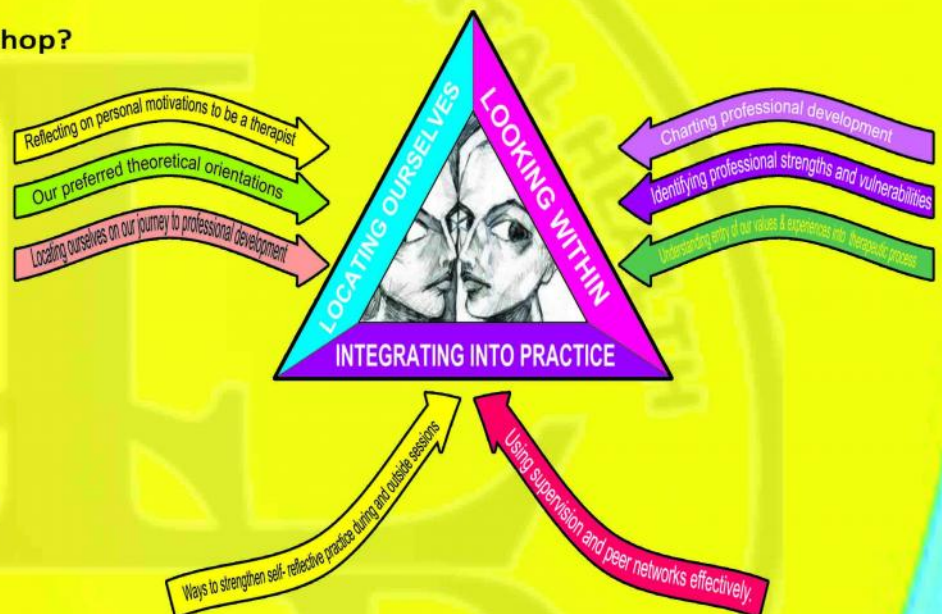 hop?
Reflecting on personal motivations to be a therapist
Our preferred theoretical orientations
Locating ourselves on our journey to professional development
LOCATING OURSELVES
LOOKING WITHIN
INTEGRATING INTO PRACTICE
Charting professional development
Identifying professional strengths and vulnerabilities
Understanding entry of our values & experiences into therapeutic process
Ways to strengthen self- reflective practice during and outside sessions
Using supervision and peer networks effectively.